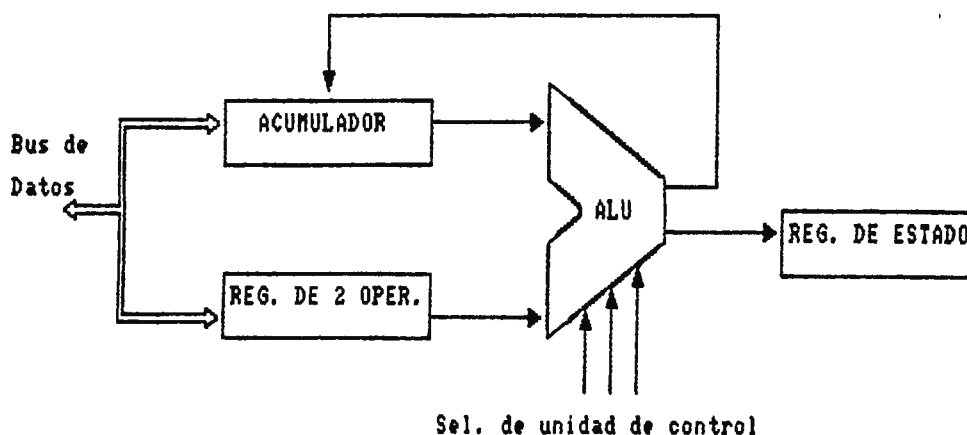 ACUMULADOR
Bus de
Datos
ALU
REG. DE ESTADO
REG. DE 2 OPER.
Sel. de unidad de control